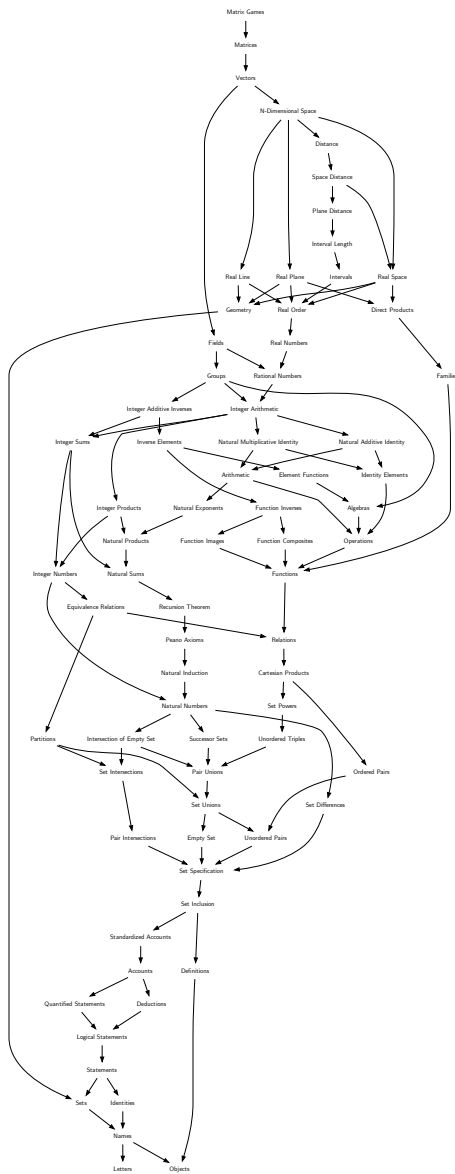 Matrix Games
Matrices
Vectors
N-Dimensional Space
Distance
Space Distance
Plane Distance
Interval Length
Real Line
Real Plane
Intervals
Real Space
Geometry
Real Order
Direct Products
Fields
Real Numbers
Groups
Rational Numbers
Familie
Integer Additive Inverses
Integer Arithmetic
Integer Sums
Inverse Elements
Natural Multiplicative Identity
Natural Additive Identity
Arithmetic
Element Functions
Identity Elements
Integer Products
Natural Exponents
Function Inverses
Algebras
Natural Products
Function Images
Function Composites
Operations
Integer Numbers
Natural Sums
Functions
Equivalence Relations
Recursion Theorem
Peano Axioms
Relations
Natural Induction
Cartesian Products
Natural Numbers
Set Powers
Partitions
Intersection of Empty Set
Successor Sets
Unordered Triples
Set Intersections
Pair Unions
Ordered Pairs
Set Unions
Set Differences
Pair Intersections
Empty Set
Unordered Pairs
Set Specification
Set Inclusion
Standardized Accounts
Accounts
Definitions
Quantified Statements
Deductions
Logical Statements
Statements
Sets
Identities
Names
Letters
Objects